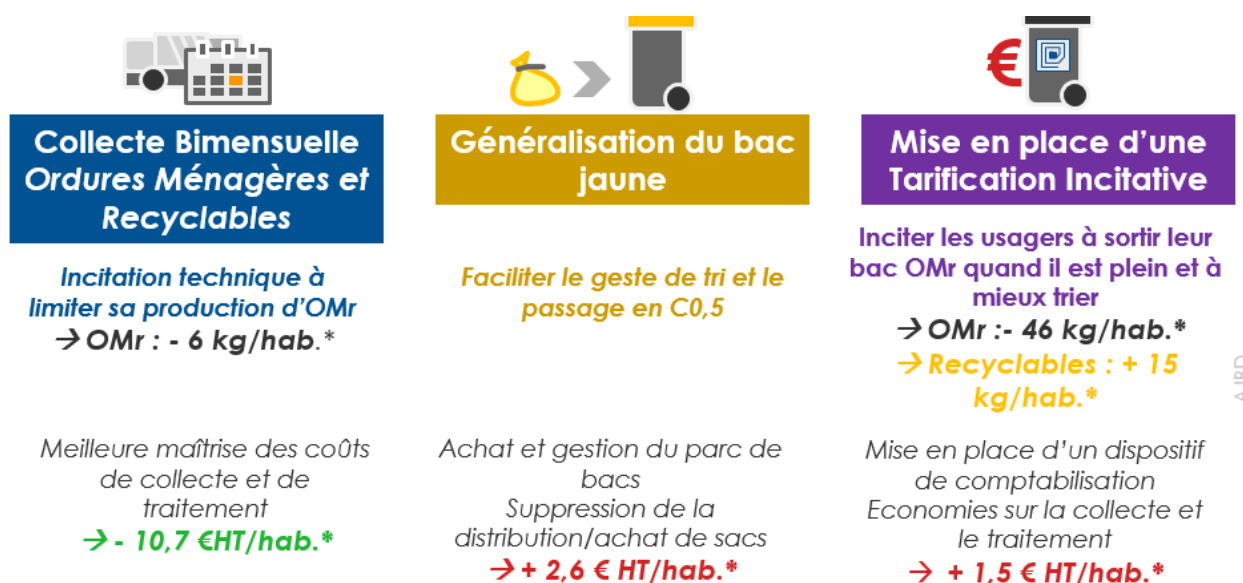 €
Collecte Bimensuelle
Ordures Ménagères et
Recyclables
Incitation technique à
limiter sa production d'OMr
→ OMr : - 6 kg/hab.*
Meilleure maîtrise des coûts
de collecte et de
traitement
→ - 10,7 €HT/hab.*
Généralisation du bac
jaune
Faciliter le geste de tri et le
passage en C0,5
Achat et gestion du parc de
bacs
Suppression de la
distribution/achat de sacs
→ + 2,6 € HT/hab.*
Mise en place d'une
Tarification Incitative
Inciter les usagers à sortir leur
bac OMr quand il est plein et à
mieux trier
→ OMr :- 46 kg/hab.*
→ Recyclables : + 15
kg/hab.*
Mise en place d'un dispositif
de comptabilisation
Economies sur la collecte et
le traitement
→ + 1,5 € HT/hab.*